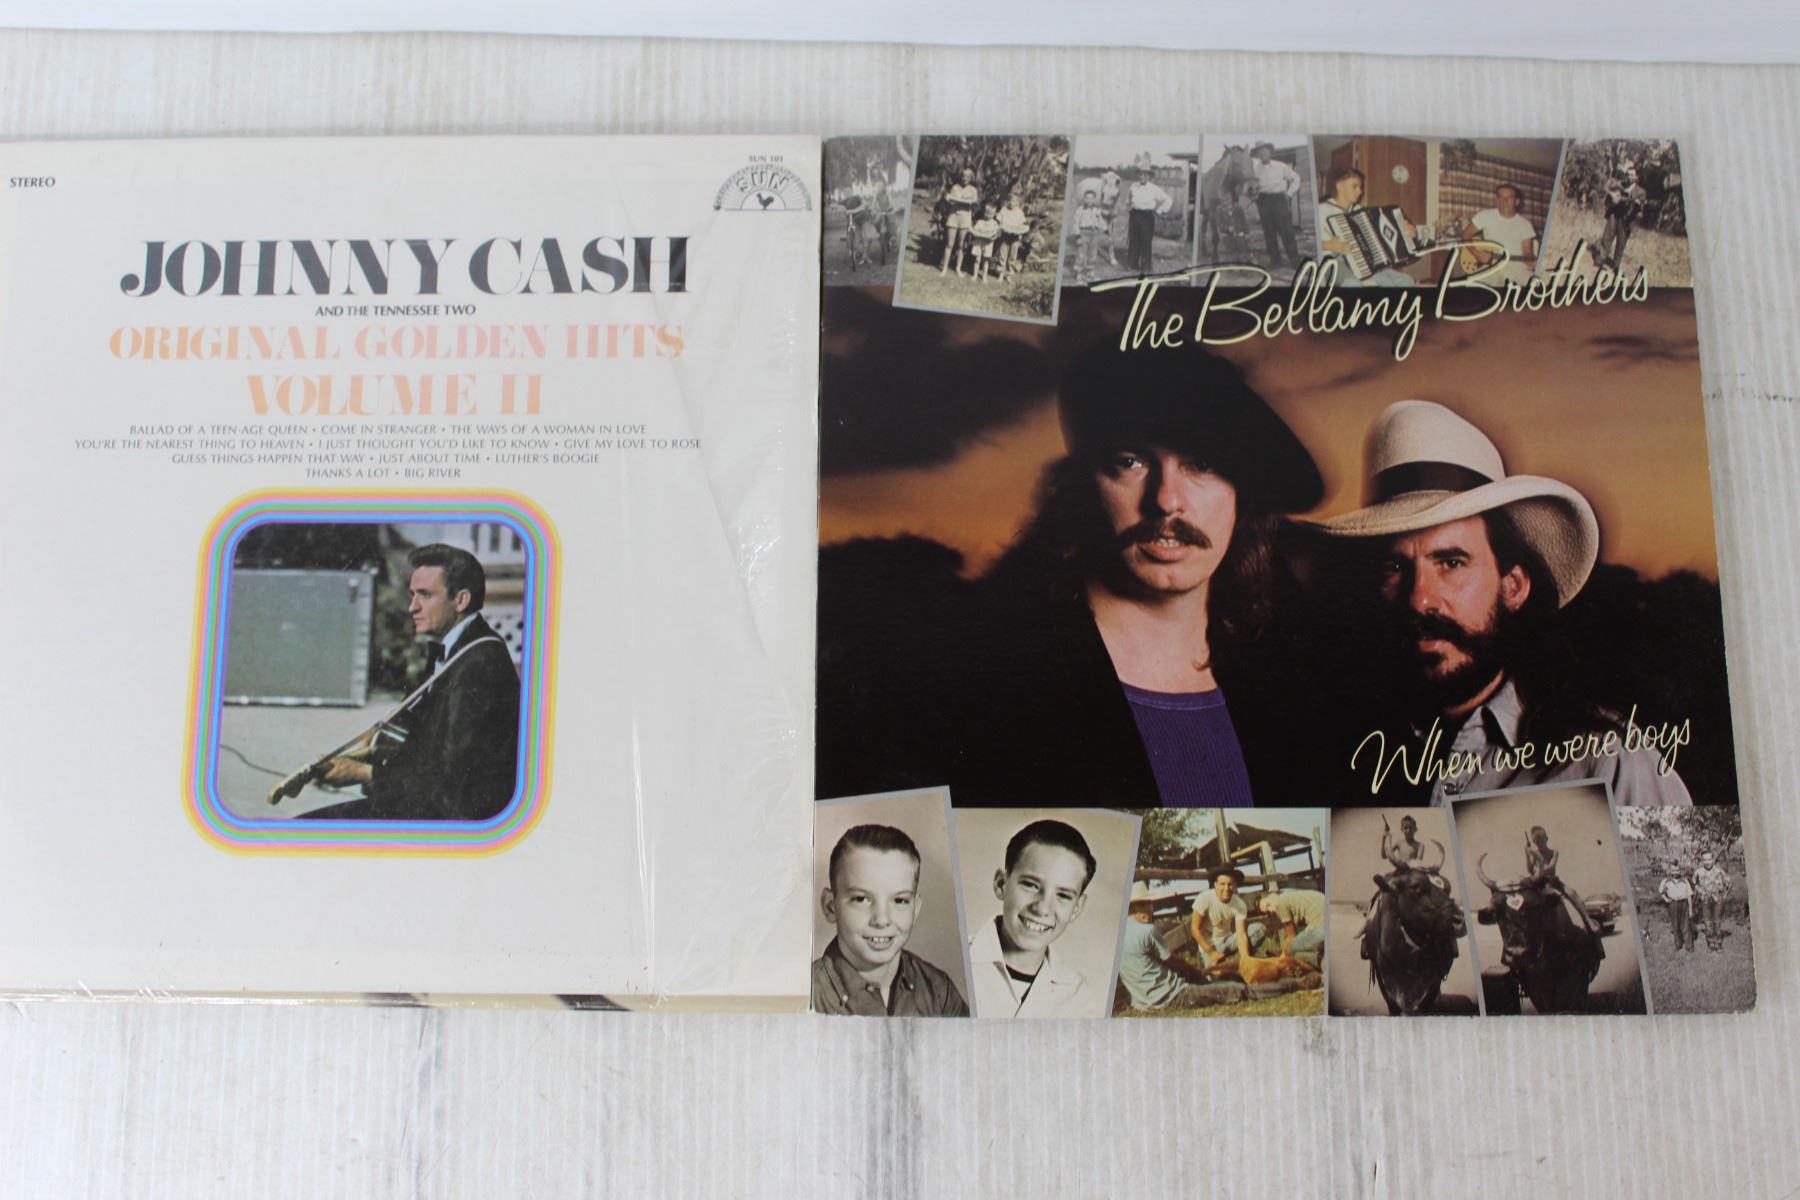 STEREO
SUN 101
SUN
JOHNNY CASH
AND THE TENNESSEE TWO
ORIGINAL GOLDEN HITS
VOLUME II
BALLAD OF A TEEN-AGE QUEEN • COME IN STRANGER • THE WAYS OF A WOMAN IN LOVE
YOU'RE THE NEAREST THING TO HEAVEN • I JUST THOUGHT YOU'D LIKE TO KNOW • GIVE MY LOVE TO ROSE
GUESS THINGS HAPPEN THAT WAY • JUST ABOUT TIME • LUTHER'S BOOGIE
THANKS A LOT • BIG RIVER
The Bellamy Brothers
When we were boys